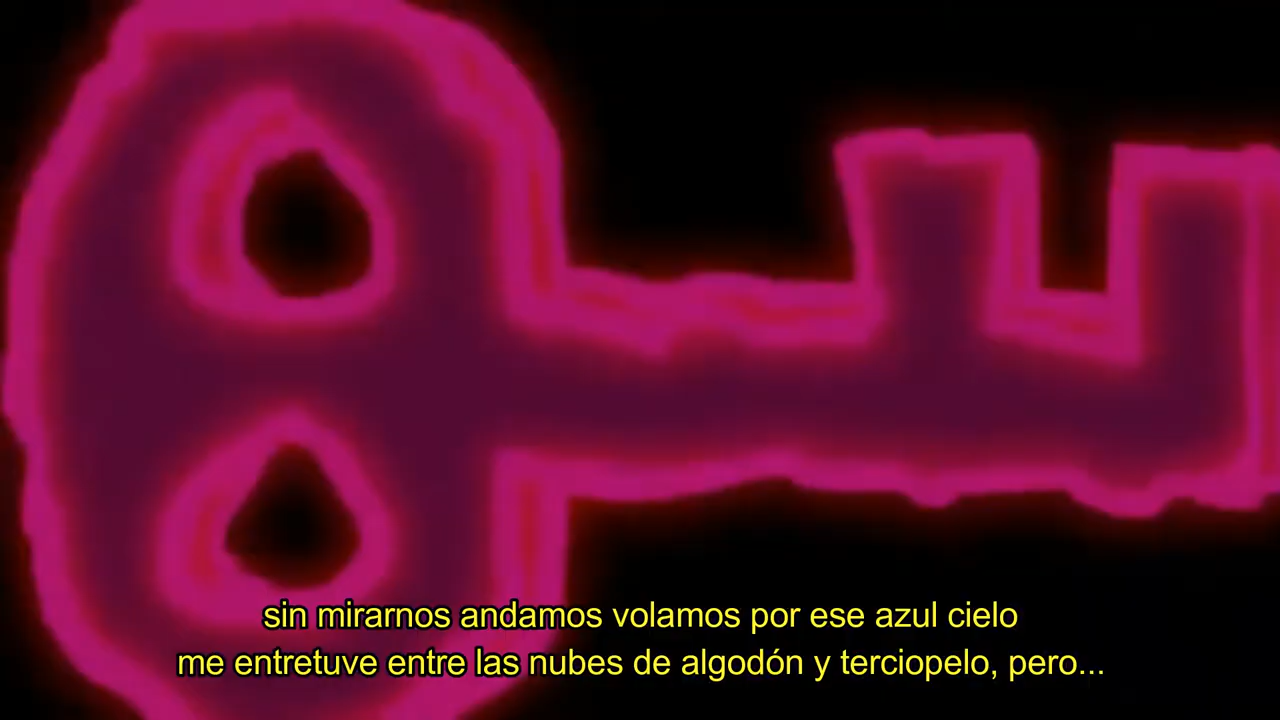 sin mirarnos andamos volamos por ese azul cielo
me entretuve entre las nubes de algodón y terciopelo, pero...